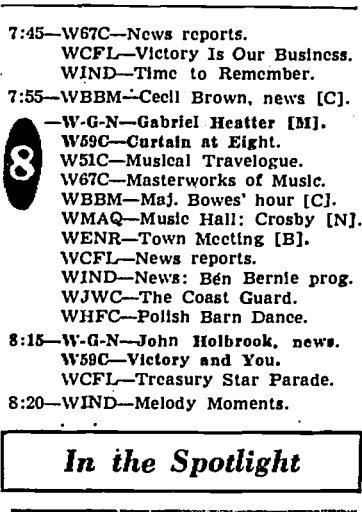 7:45—W67C—News reports.
WCFL—Victory Is Our Business.
WIND—Time to Remember.
7:55—WBBM—Cecil Brown, news [C].
8—W-G-N—Gabriel Heatter [M].
W59C—Curtain at Eight.
W51C—Musical Travelogue.
W67C—Masterworks of Music.
WBBM—Maj. Bowes' hour [C].
WMAQ—Music Hall: Crosby [N].
WENR—Town Meeting [B].
WCFL—News reports.
WIND—News: Ben Bernie prog.
WJWC—The Coast Guard.
WHFC—Polish Barn Dance.
8:15—W-G-N—John Holbrook, news.
W59C—Victory and You.
WCFL—Treasury Star Parade.
8:20—WIND—Melody Moments.
In the Spotlight